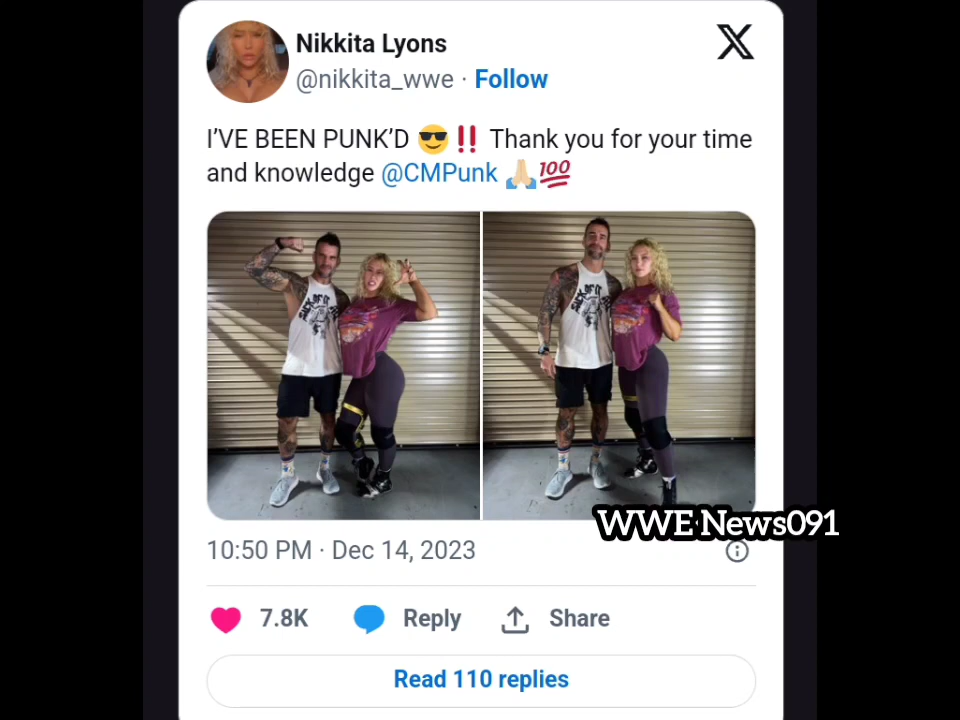 Nikkita Lyons
@nikkita_wwe · Follow
I’VE BEEN PUNK’D 😎‼️ Thank you for your time
and knowledge @CMPunk 🙏🏼💯
WWE News091
10:50 PM · Dec 14, 2023
7.8K Reply Share
Read 110 replies